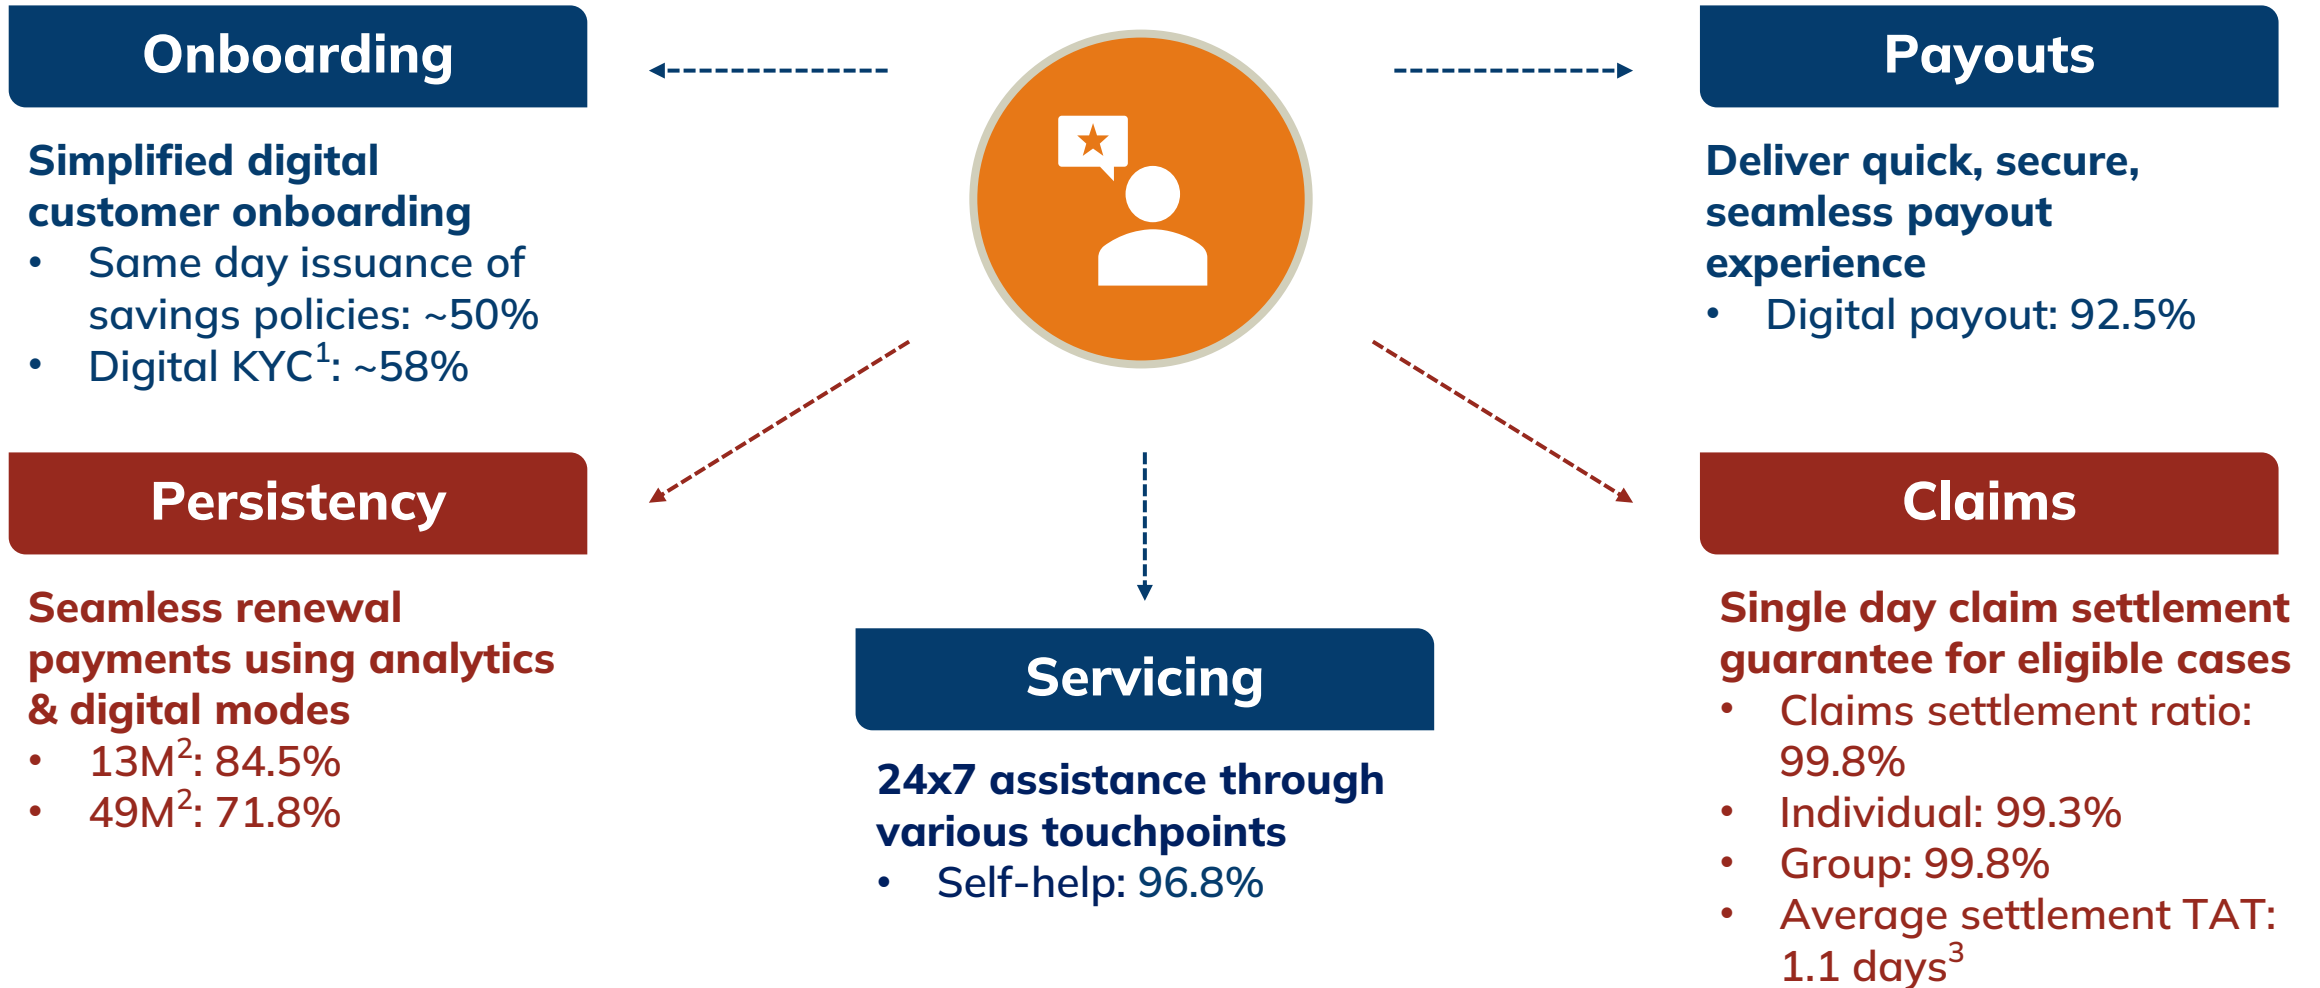 Onboarding
Simplified digital
customer onboarding
• Same day issuance of
savings policies: ~50%
• Digital KYC¹: ~58%
Persistency
Seamless renewal
payments using analytics
& digital modes
• 13M²: 84.5%
• 49M²: 71.8%
Servicing
24x7 assistance through
various touchpoints
• Self-help: 96.8%
Payouts
Deliver quick, secure,
seamless payout
experience
• Digital payout: 92.5%
Claims
Single day claim settlement
guarantee for eligible cases
• Claims settlement ratio:
99.8%
• Individual: 99.3%
• Group: 99.8%
• Average settlement TAT:
1.1 days³